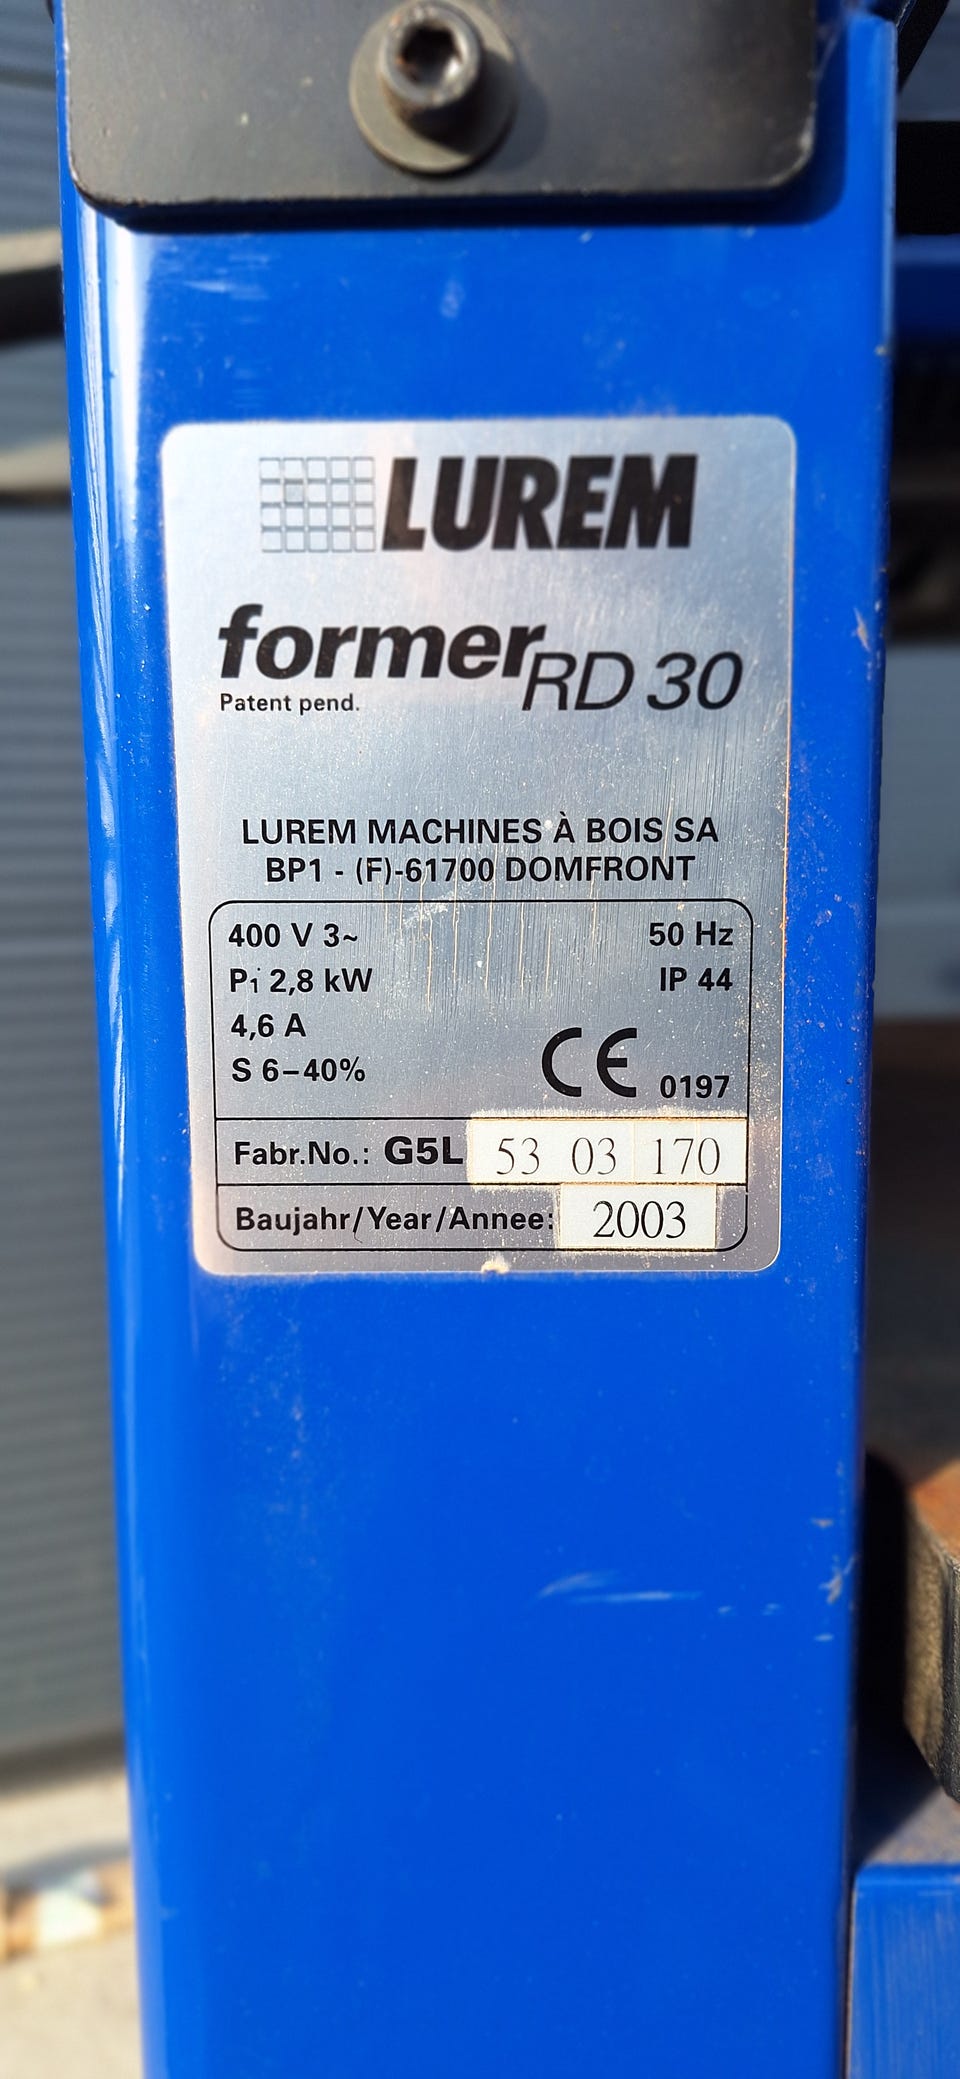 LUREM
former RD 30
Patent pend.
LUREM MACHINES À BOIS SA
BP1 - (F)-61700 DOMFRONT
400 V 3~ 50 Hz
P1 2,8 kW IP 44
4,6 A
S 6–40% CE 0197
Fabr.No.: G5L 53 03 170
Baujahr/Year/Annee: 2003